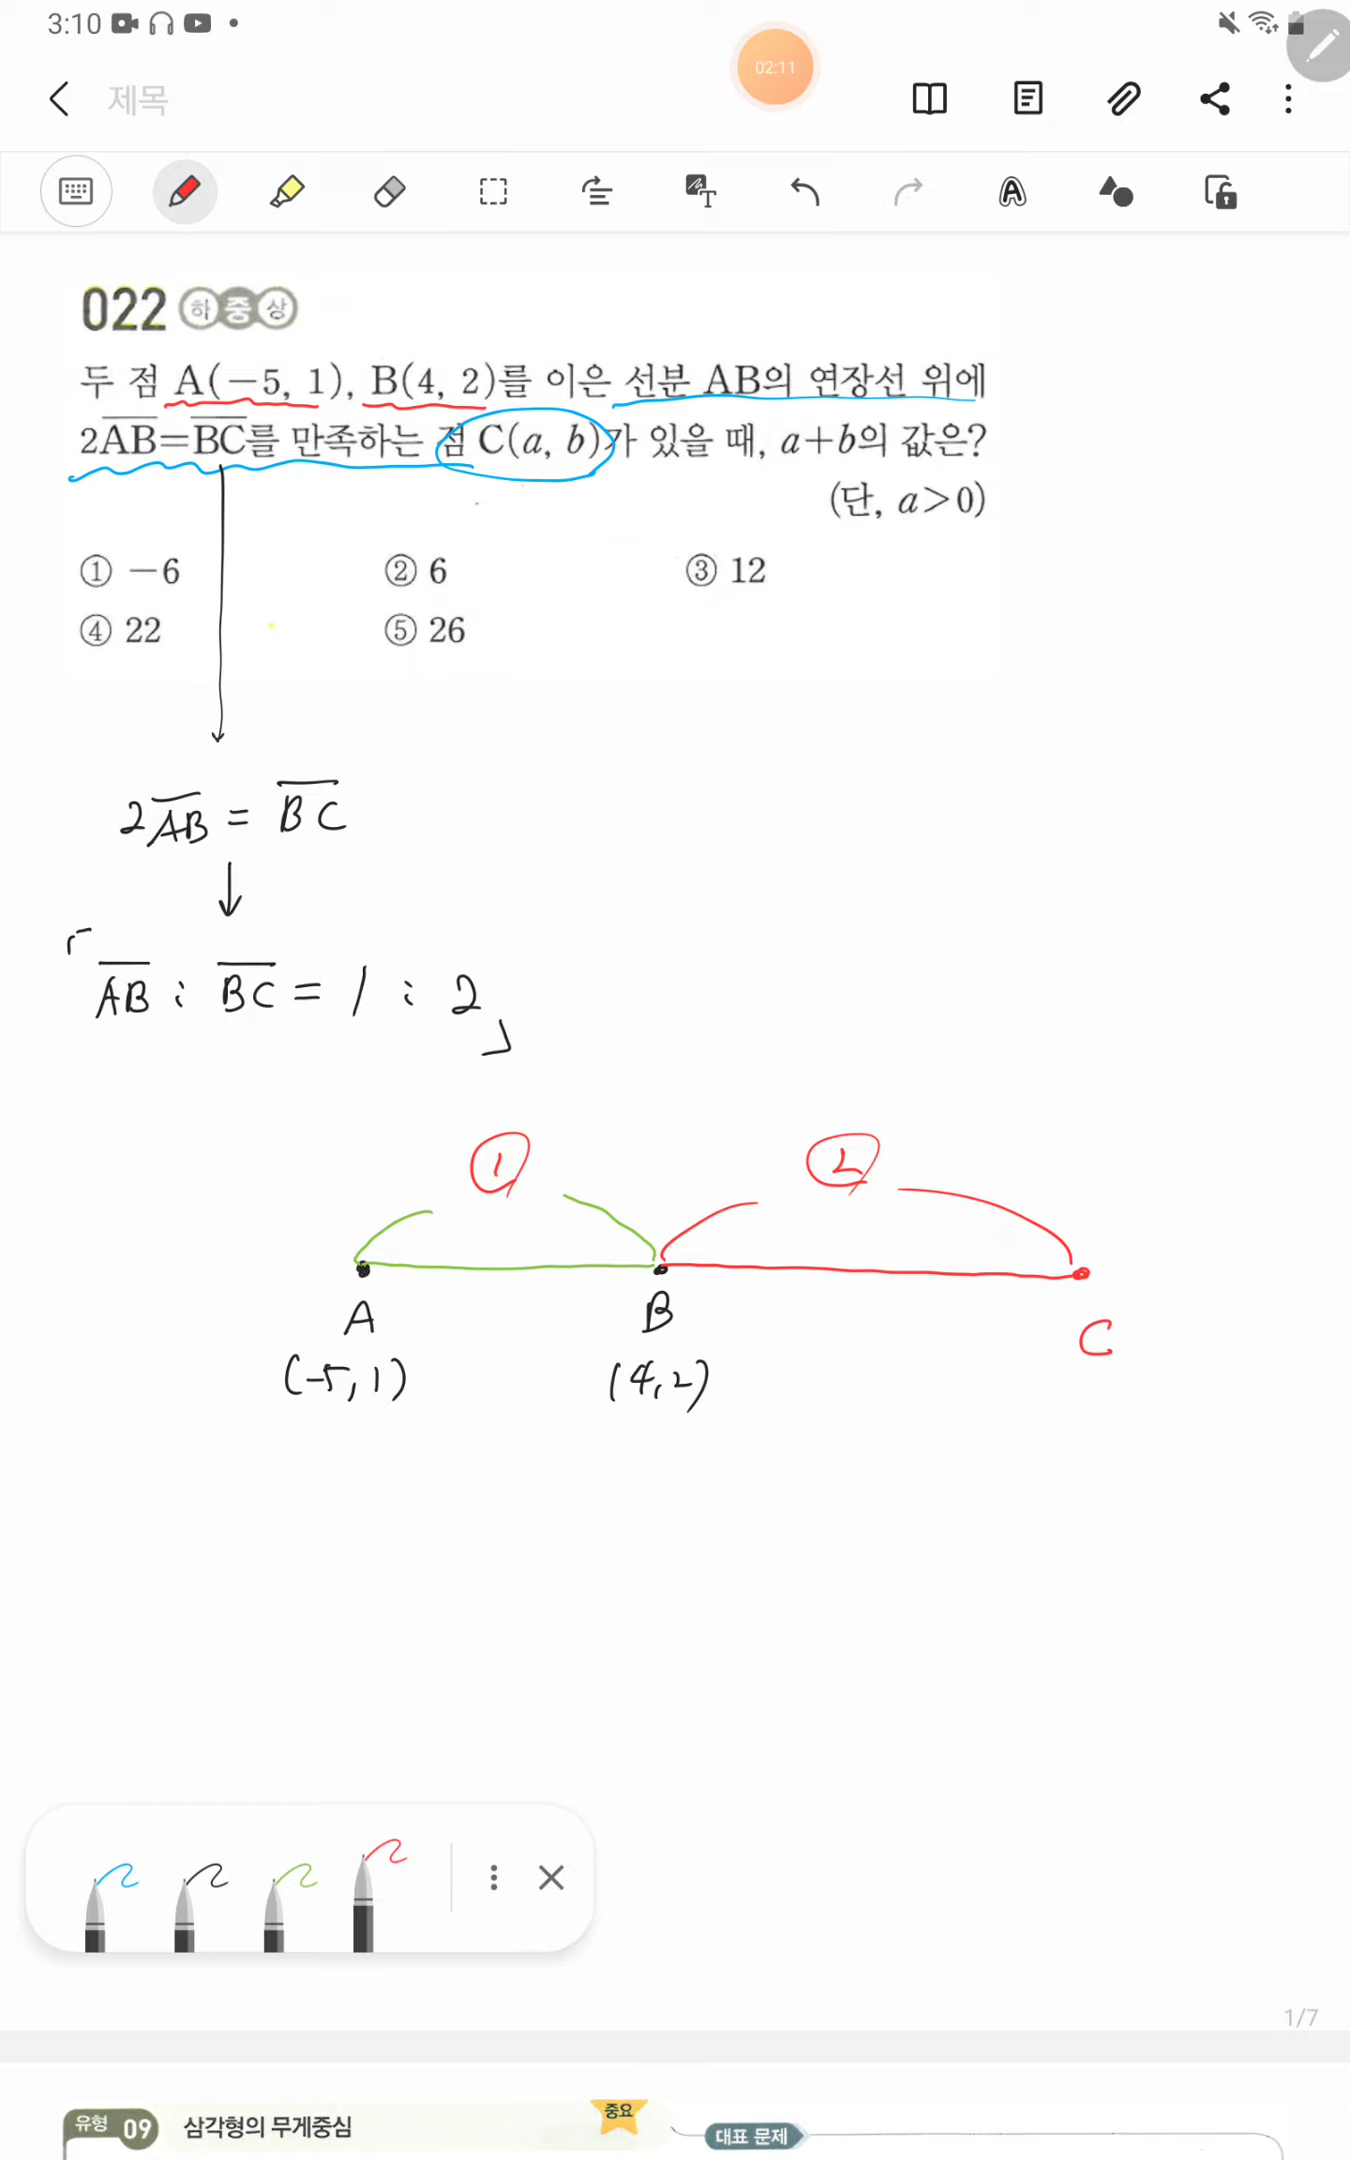 3:10
02:11
제목
022 하 중 상
두 점 A(−5, 1), B(4, 2)를 이은 선분 AB의 연장선 위에
2AB=BC를 만족하는 점 C(a, b)가 있을 때, a+b의 값은?
(단, a>0)
① −6 ② 6 ③ 12
④ 22 ⑤ 26
2AB = BC
「AB : BC = 1 : 2」
① ②
A B C
(-5, 1) (4, 2)
1/7
유형 09 삼각형의 무게중심 중요 대표 문제